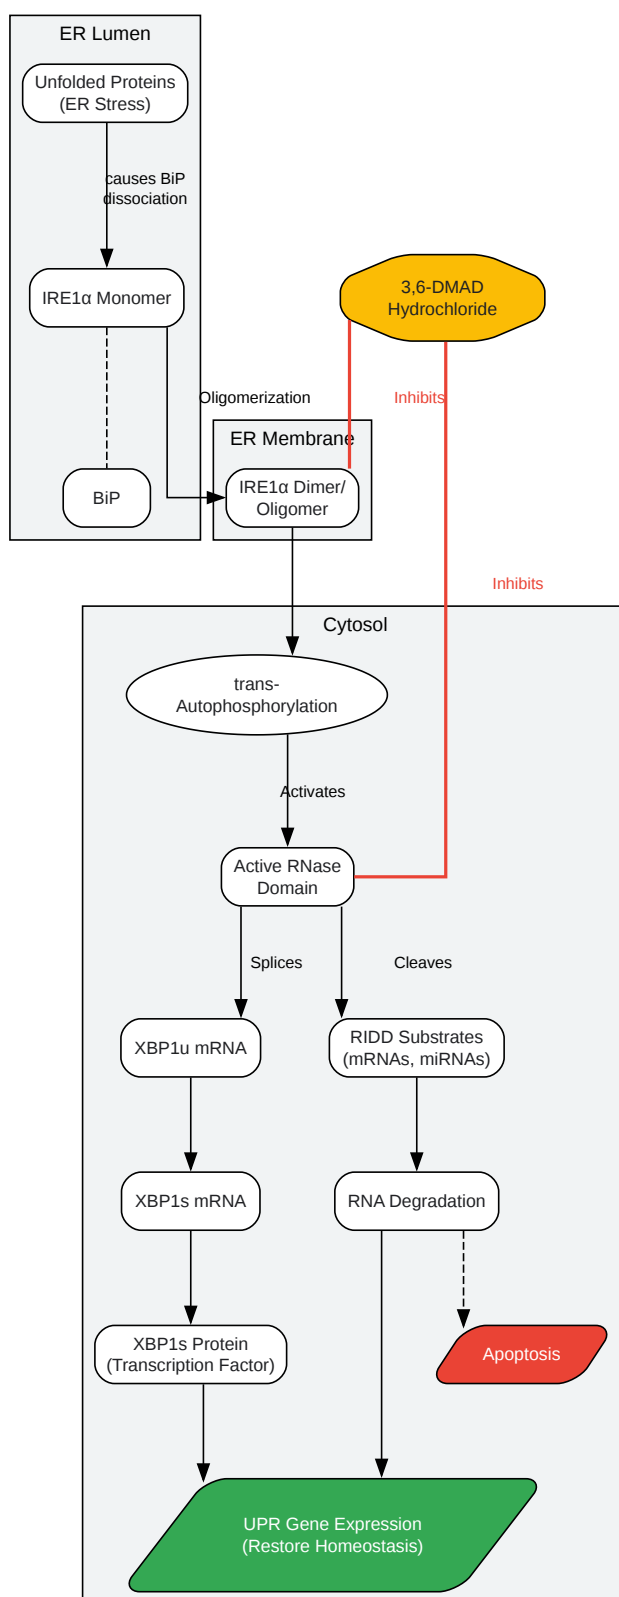 ER Lumen
Unfolded Proteins
(ER Stress)
causes BiP
dissociation
IRE1α Monomer
3,6-DMAD
Hydrochloride
Oligomerization
Inhibits
ER Membrane
BiP
IRE1α Dimer/
Oligomer
Inhibits
Cytosol
trans-
Autophosphorylation
Activates
Active RNase
Domain
Splices
Cleaves
XBP1u mRNA
RIDD Substrates
(mRNAs, miRNAs)
XBP1s mRNA
RNA Degradation
XBP1s Protein
(Transcription Factor)
Apoptosis
UPR Gene Expression
(Restore Homeostasis)